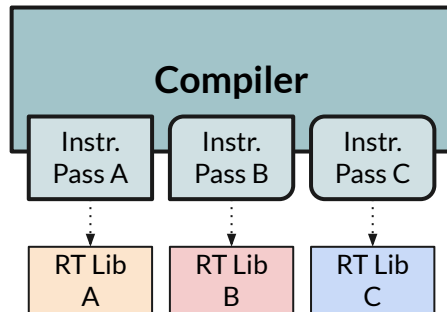 Compiler
Instr. Instr. Instr.
Pass A Pass B Pass C
RT Lib RT Lib RT Lib
A B C